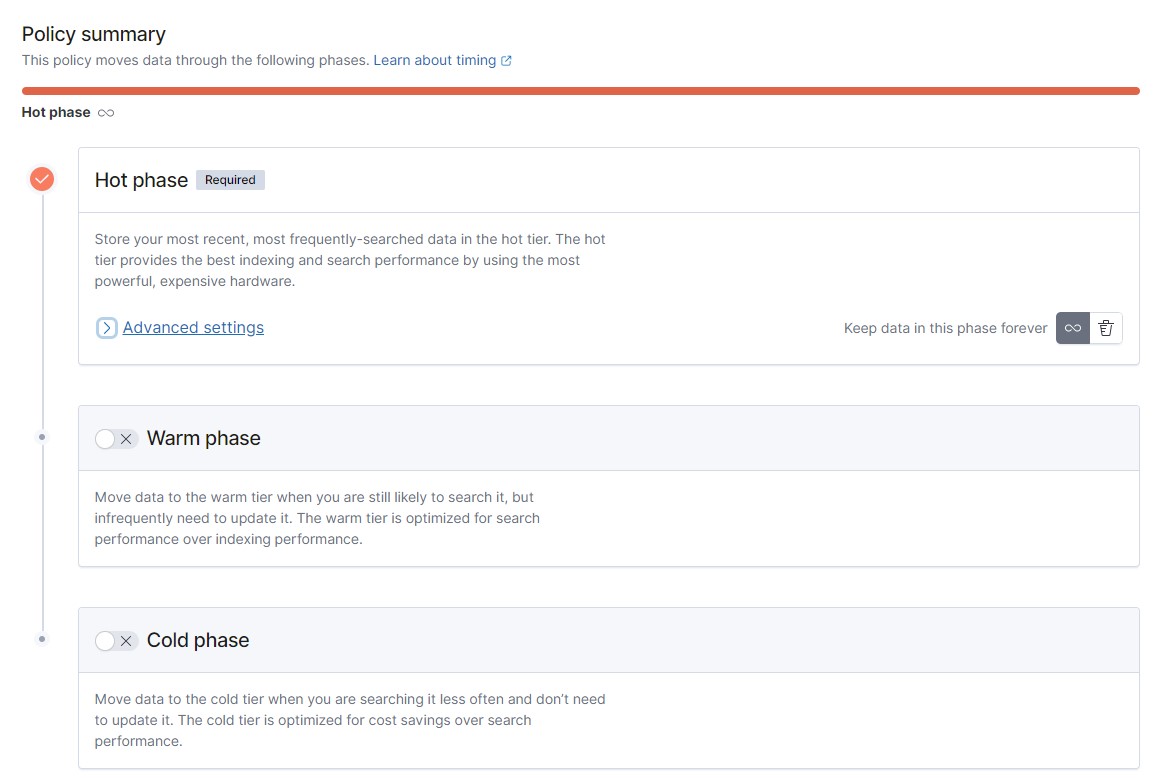 Policy summary
This policy moves data through the following phases. Learn about timing
Hot phase
Hot phase Required
Store your most recent, most frequently-searched data in the hot tier. The hot
tier provides the best indexing and search performance by using the most
powerful, expensive hardware.
Advanced settings
Keep data in this phase forever
Warm phase
Move data to the warm tier when you are still likely to search it, but
infrequently need to update it. The warm tier is optimized for search
performance over indexing performance.
Cold phase
Move data to the cold tier when you are searching it less often and don’t need
to update it. The cold tier is optimized for cost savings over search
performance.